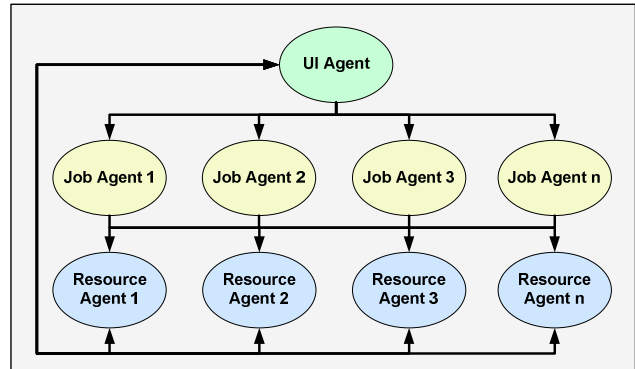 UI Agent
Job Agent 1
Job Agent 2
Job Agent 3
Job Agent n
Resource
Agent 1
Resource
Agent 2
Resource
Agent 3
Resource
Agent n